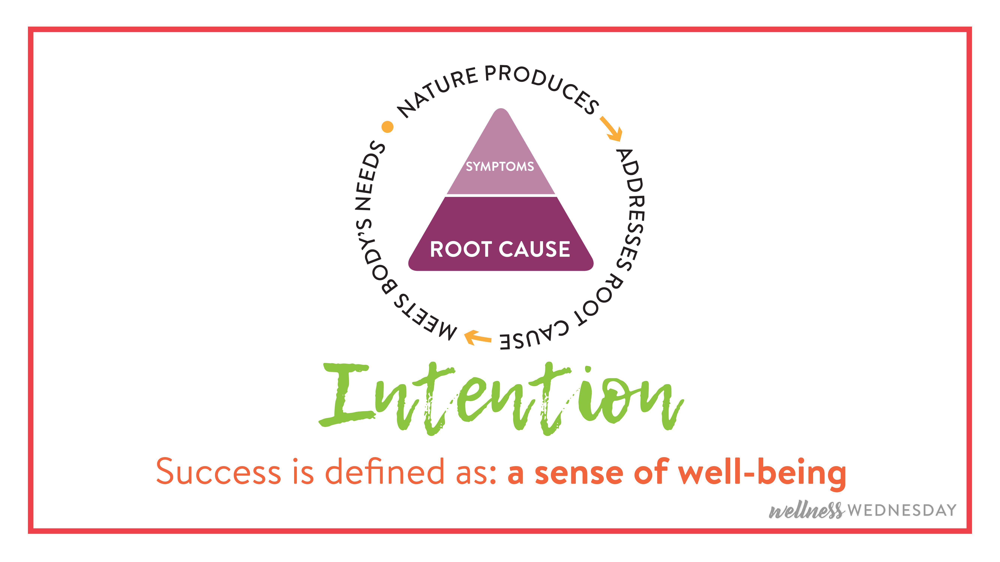 NATURE PRODUCES
ADDRESSES ROOT CAUSE
MEETS BODY'S NEEDS
SYMPTOMS
ROOT CAUSE
Intention
Success is defined as: a sense of well-being
wellness WEDNESDAY